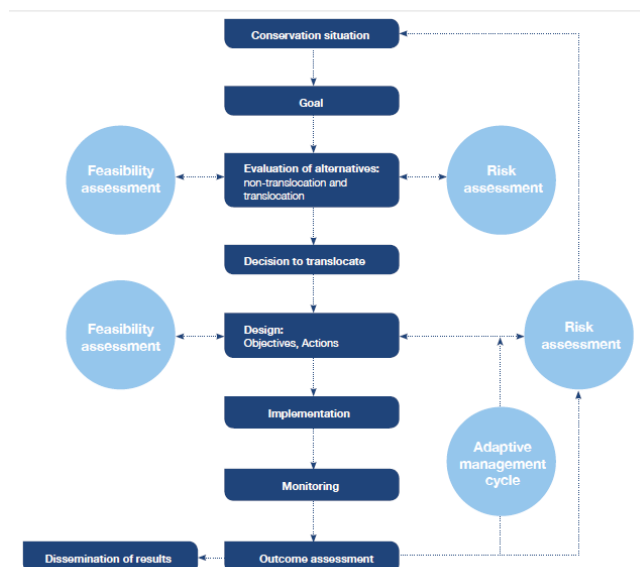 Conservation situation
Goal
Feasibility
assessment
Evaluation of alternatives:
non-translocation and
translocation
Risk
assessment
Decision to translocate
Feasibility
assessment
Design:
Objectives, Actions
Risk
assessment
Implementation
Adaptive
management
cycle
Monitoring
Dissemination of results
Outcome assessment